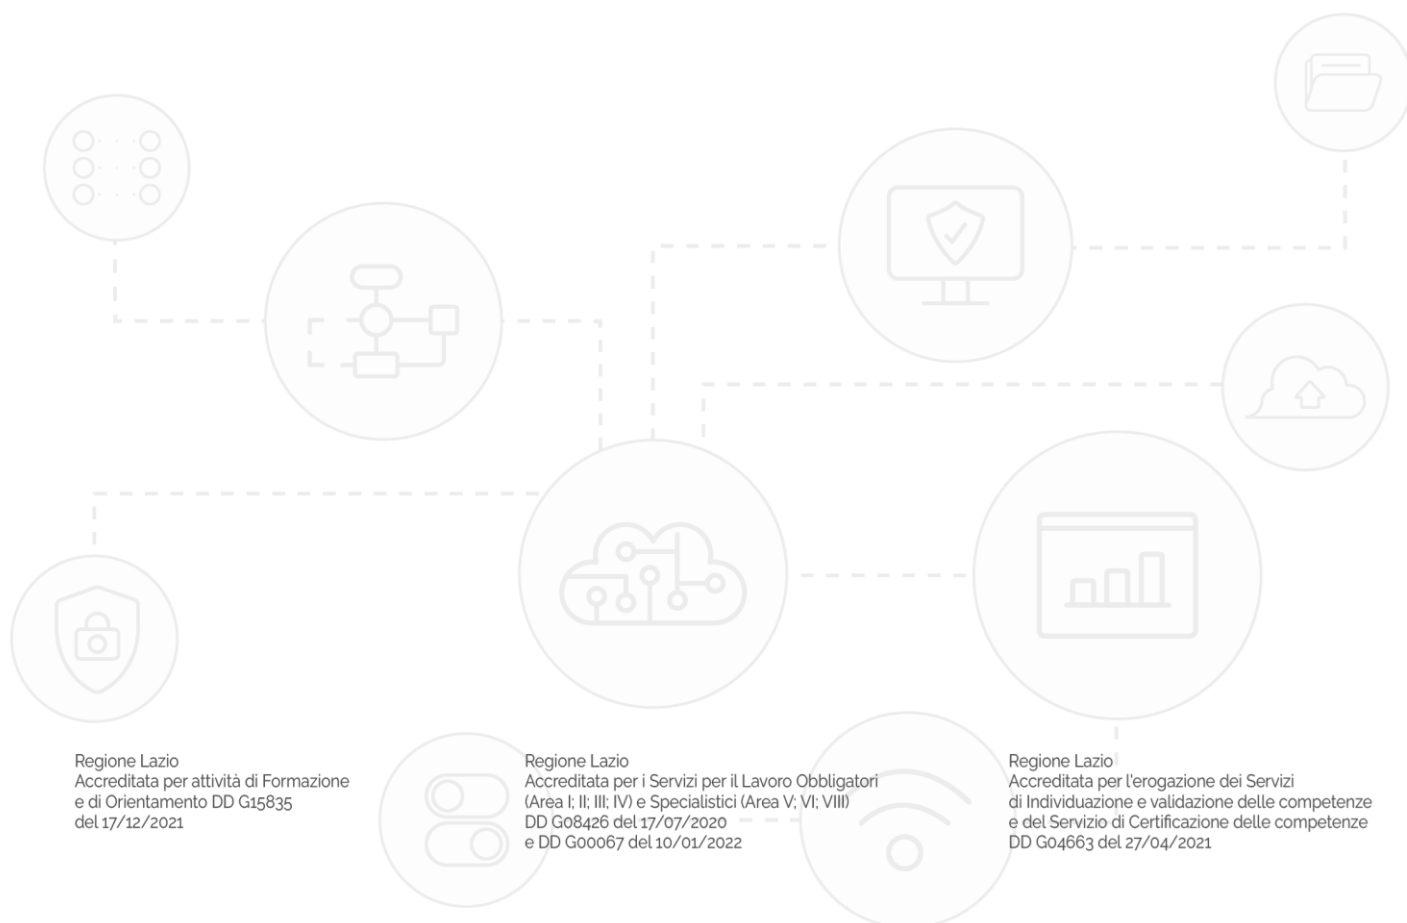 Regione Lazio
Accreditata per attività di Formazione
e di Orientamento DD G15835
del 17/12/2021
Regione Lazio
Accreditata per i Servizi per il Lavoro Obbligatori
(Area I; II; III; IV) e Specialistici (Area V; VI; VIII)
DD G08426 del 17/07/2020
e DD G00067 del 10/01/2022
Regione Lazio
Accreditata per l'erogazione dei Servizi
di Individuazione e validazione delle competenze
e del Servizio di Certificazione delle competenze
DD G04663 del 27/04/2021